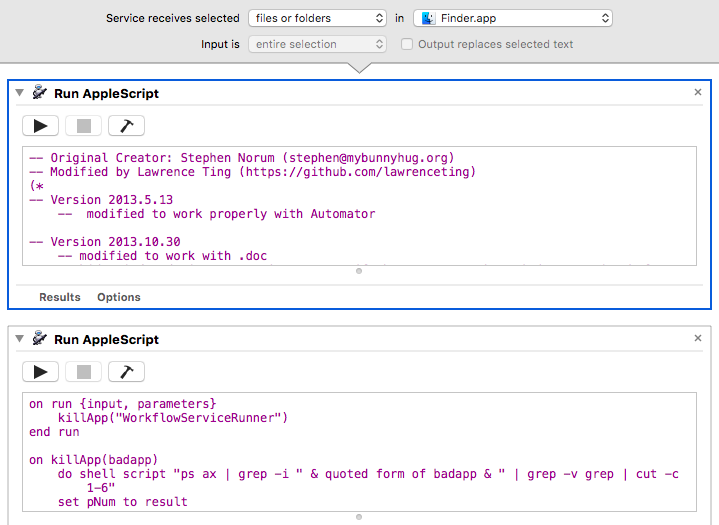 Service receives selected files or folders in Finder.app
Input is entire selection Output replaces selected text
Run AppleScript
-- Original Creator: Stephen Norum (stephen@mybunnyhug.org)
-- Modified by Lawrence Ting (https://github.com/lawrenceting)
(*
-- Version 2013.5.13
-- modified to work properly with Automator
-- Version 2013.10.30
-- modified to work with .doc
Results Options
Run AppleScript
on run {input, parameters}
killApp("WorkflowServiceRunner")
end run
on killApp(badapp)
do shell script "ps ax | grep -i " & quoted form of badapp & " | grep -v grep | cut -c
1-6"
set pNum to result